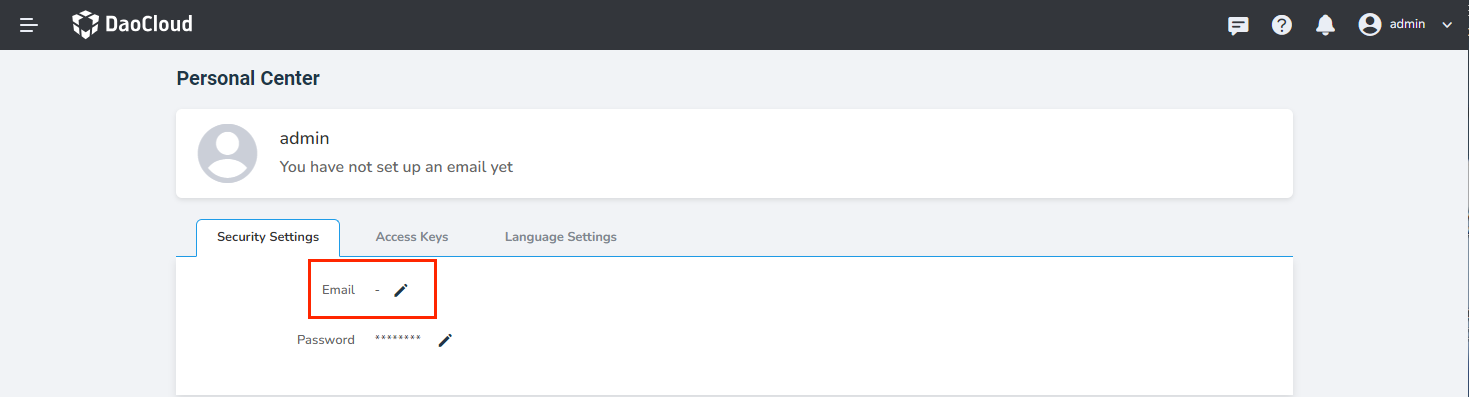 DaoCloud
admin
Personal Center
admin
You have not set up an email yet
Security Settings Access Keys Language Settings
Email -
Password ********